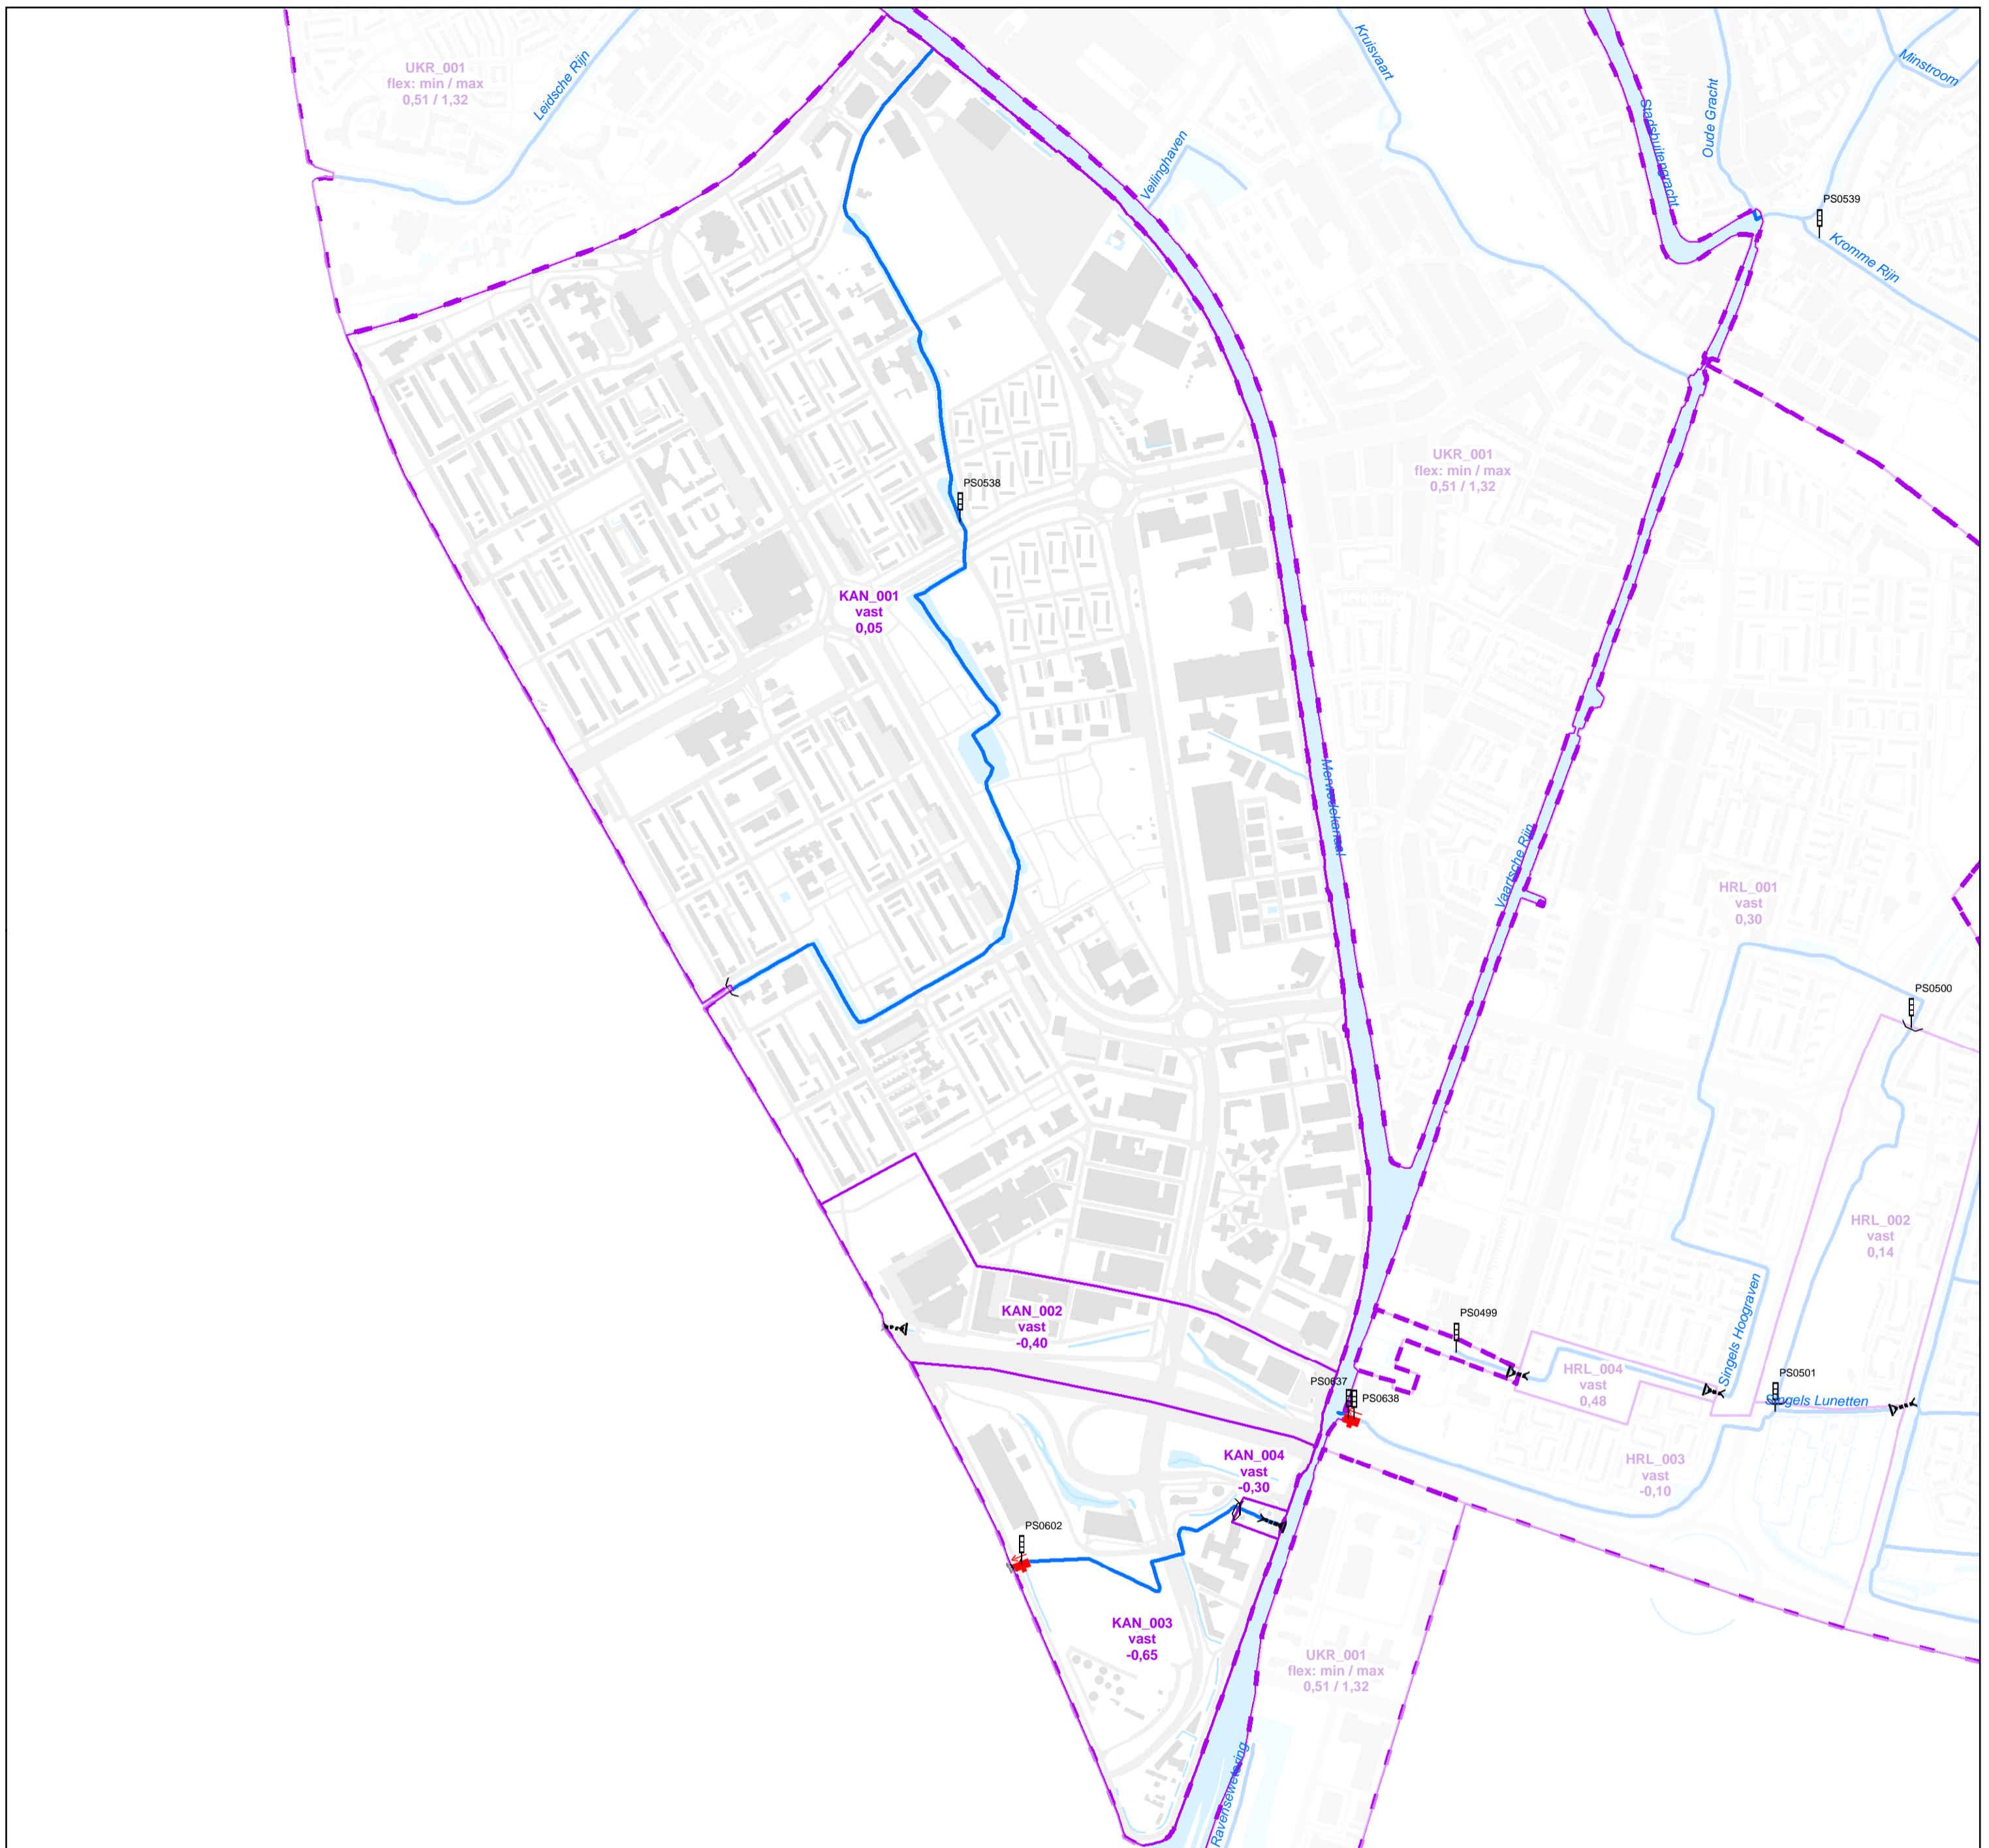 UKR_001
flex: min / max
0,51 / 1,32
Leidsche Rijn
Kruisvaart
Minstroom
Oude Gracht
Stadsbuitengracht
Veilinghaven
PS0539
Kromme Rijn
UKR_001
flex: min / max
0,51 / 1,32
PS0538
KAN_001
vast
0,05
Merwedekanaal
Vaartsche Rijn
HRL_001
vast
0,30
PS0500
HRL_002
vast
0,14
KAN_002
vast
-0,40
PS0499
Singels Hoograven
HRL_004
vast
0,48
PS0637
PS0638
PS0501
Singels Lunetten
KAN_004
vast
-0,30
HRL_003
vast
-0,10
PS0602
KAN_003
vast
-0,65
UKR_001
flex: min / max
0,51 / 1,32
Ravensewetering